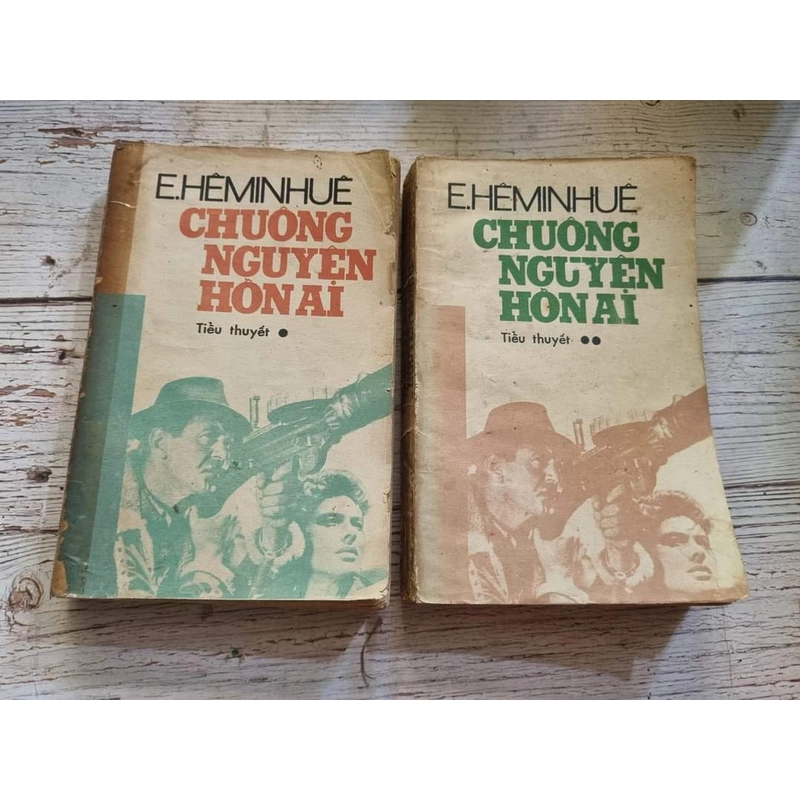 E.HÊMINHUÊ
CHUÔNG
NGUYỆN
HỒN AI
Tiểu thuyết ●
E.HÊMINHUÊ
CHUÔNG
NGUYỆN
HỒN AI
Tiểu thuyết ●●